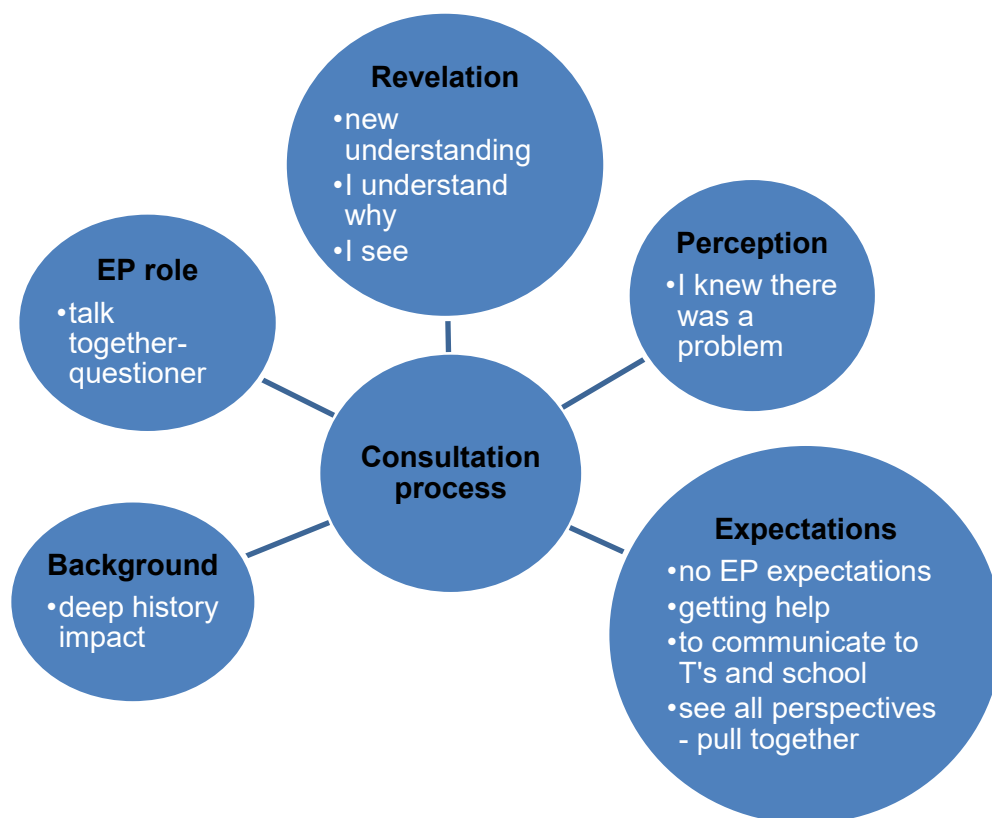 Revelation
•new
understanding
•I understand
why
•I see
Perception
•I knew there
was a
problem
EP role
•talk
together-
questioner
Consultation
process
Background
•deep history
impact
Expectations
•no EP expectations
•getting help
•to communicate to
T's and school
•see all perspectives
- pull together